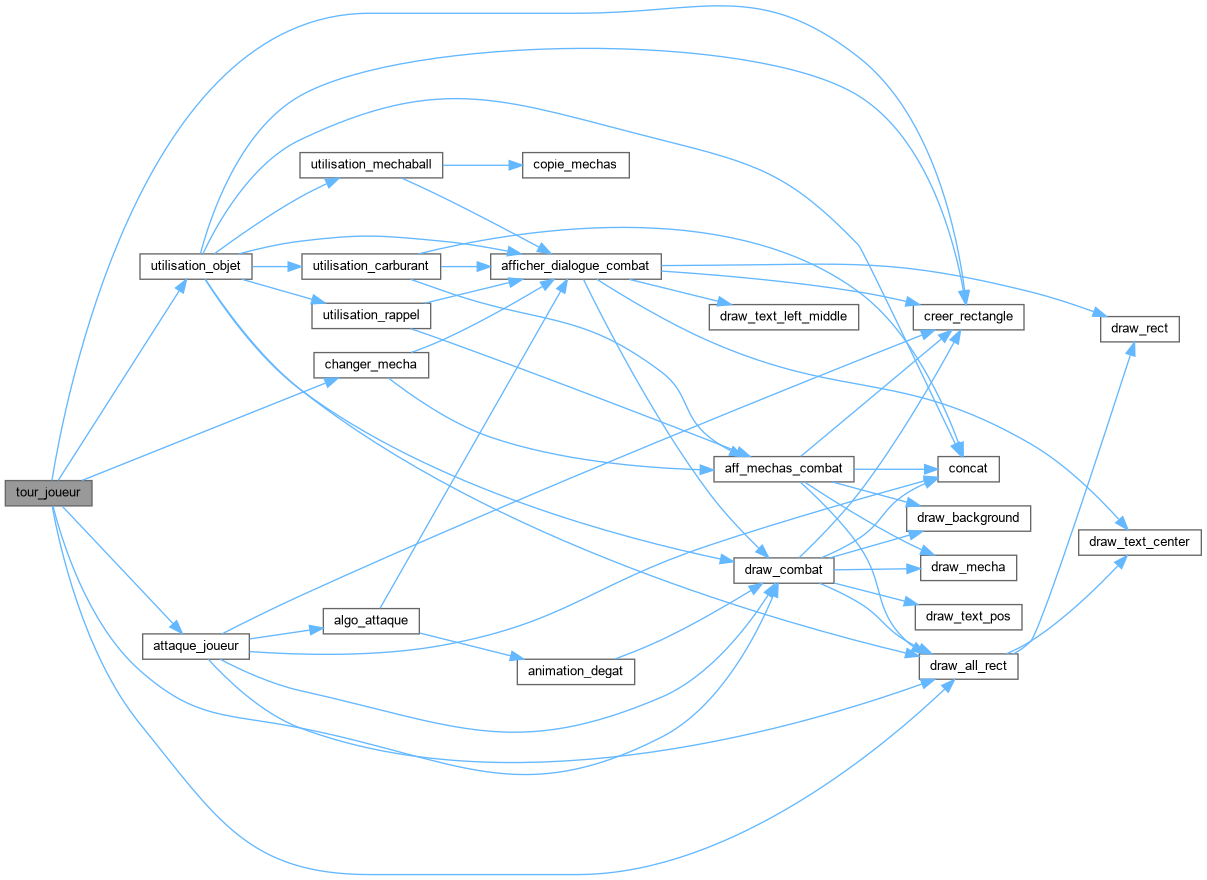 tour_joueur
utilisation_objet
changer_mecha
attaque_joueur
utilisation_mechaball
utilisation_carburant
utilisation_rappel
algo_attaque
copie_mechas
afficher_dialogue_combat
animation_degat
draw_text_left_middle
aff_mechas_combat
draw_combat
creer_rectangle
concat
draw_background
draw_mecha
draw_text_pos
draw_all_rect
draw_rect
draw_text_center